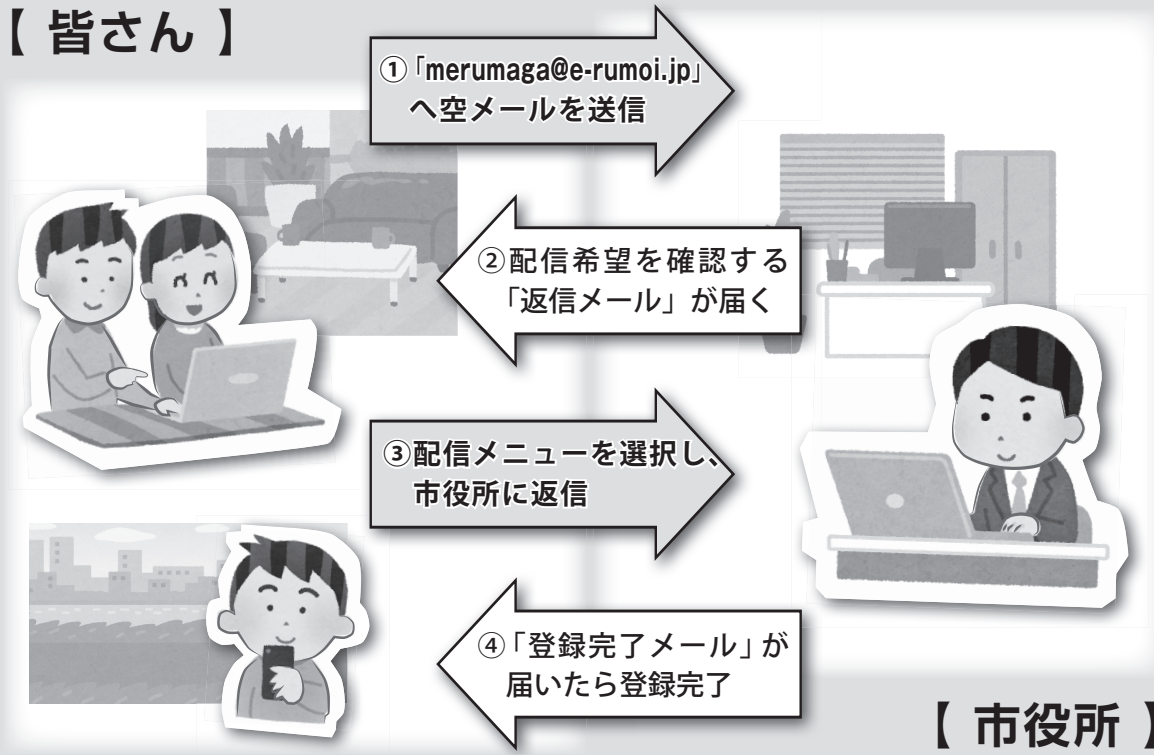 【 皆さん 】
①「merumaga@e-rumoi.jp」
へ空メールを送信
②配信希望を確認する
「返信メール」が届く
③配信メニューを選択し、
市役所に返信
④「登録完了メール」が
届いたら登録完了
【 市役所 】